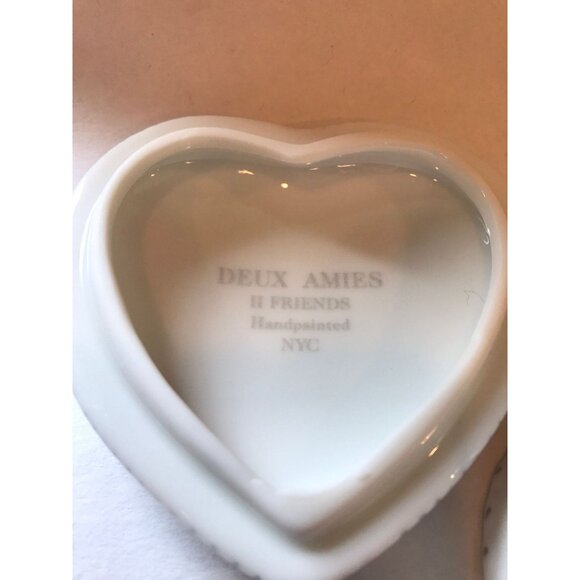 DEUX AMIES
II FRIENDS
Handpainted
NYC